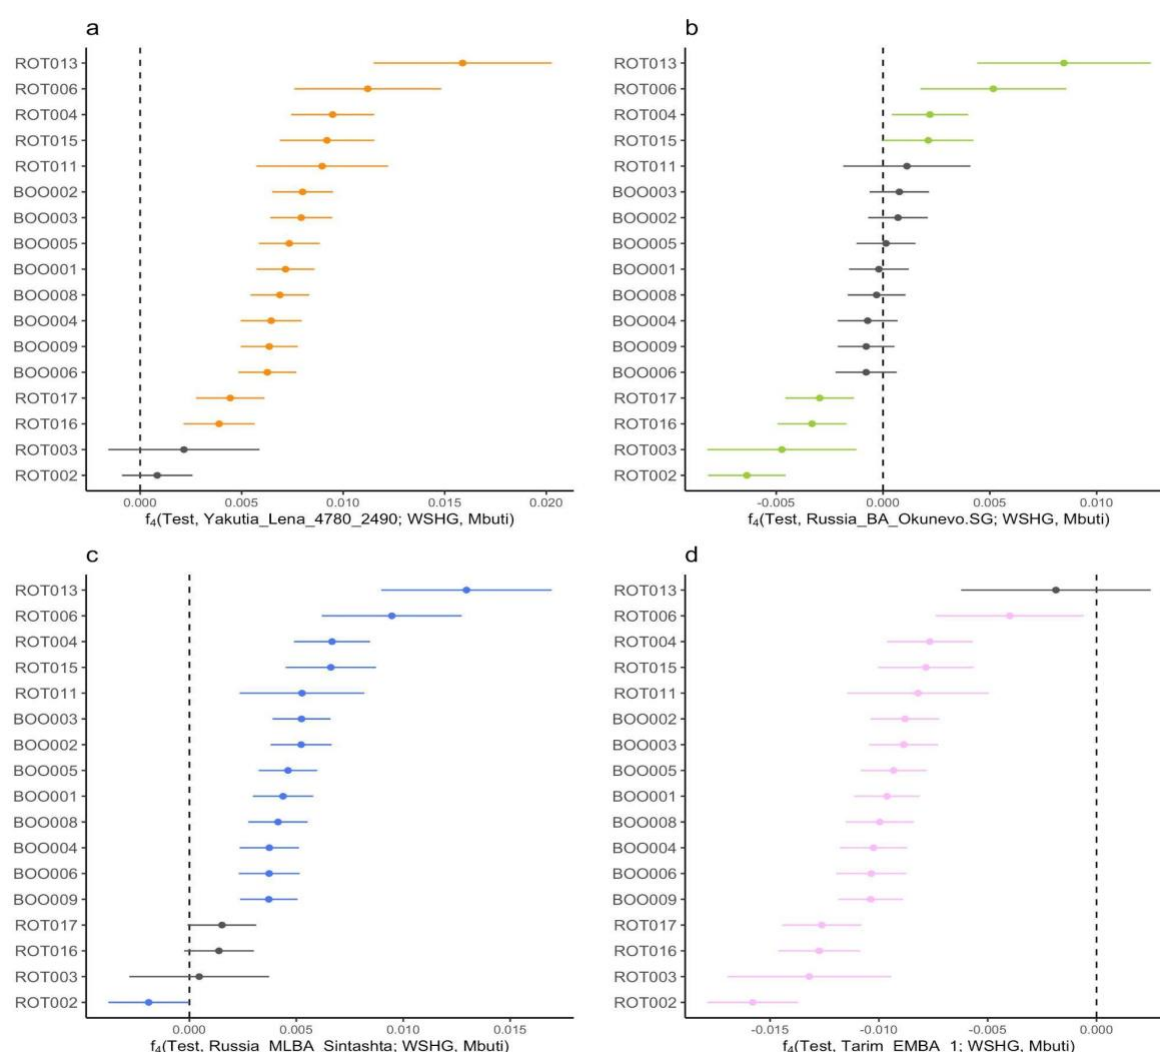 a
ROT013
ROT006
ROT004
ROT015
ROT011
BOO002
BOO003
BOO005
BOO001
BOO008
BOO004
BOO009
BOO006
ROT017
ROT016
ROT003
ROT002
0.000 0.005 0.010 0.015 0.020
f₄(Test, Yakutia_Lena_4780_2490; WSHG, Mbuti)
b
ROT013
ROT006
ROT004
ROT015
ROT011
BOO003
BOO002
BOO005
BOO001
BOO008
BOO004
BOO009
BOO006
ROT017
ROT016
ROT003
ROT002
-0.005 0.000 0.005 0.010
f₄(Test, Russia_BA_Okunevo.SG; WSHG, Mbuti)
c
ROT013
ROT006
ROT004
ROT015
ROT011
BOO003
BOO002
BOO005
BOO001
BOO008
BOO004
BOO006
BOO009
ROT017
ROT016
ROT003
ROT002
0.000 0.005 0.010 0.015
f₄(Test, Russia_MLBA_Sintashta; WSHG, Mbuti)
d
ROT013
ROT006
ROT004
ROT015
ROT011
BOO002
BOO003
BOO005
BOO001
BOO008
BOO004
BOO006
BOO009
ROT017
ROT016
ROT003
ROT002
-0.015 -0.010 -0.005 0.000
f₄(Test, Tarim_EMBA_1; WSHG, Mbuti)